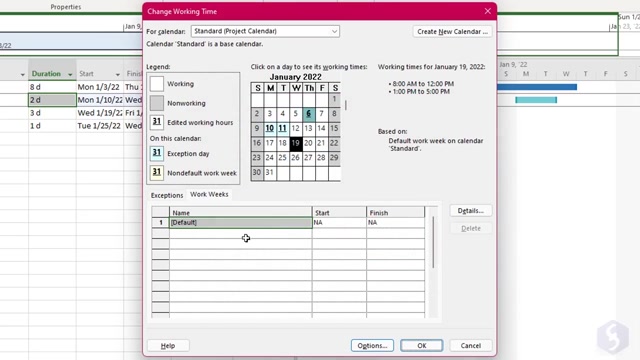 Properties
Change Working Time
Sun 1/2
Jan 9,
Jan 23, '22
3/22
For calendar: Standard (Project Calendar)
Create New Calendar ...
Calendar 'Standard' is a base calendar.
Legend:
Working
Nonworking
31 Edited working hours
On this calendar:
31 Exception day
31 Nondefault work week
Click on a day to see its working times:
January 2022
S M T W Th F S
1
2 3 4 5 6 7 8
9 10 11 12 13 14 15
16 17 18 19 20 21 22
23 24 25 26 27 28 29
30 31
Working times for January 19, 2022:
• 8:00 AM to 12:00 PM
• 1:00 PM to 5:00 PM
Based on:
Default work week on calendar
'Standard'.
Duration Start Finish
8 d Mon 1/3/22 Thu 1
2 d Mon 1/10/22 Wed
3 d Wed 1/19/22 Fri 1
1 d Tue 1/25/22 Wed
Jan 9, '22
S M T W T F S
Exceptions Work Weeks
Name Start Finish
1 [Default] NA NA
Details...
Delete
Help Options... OK Cancel